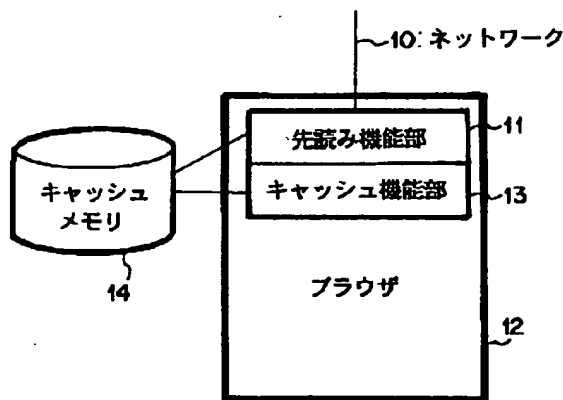 10:ネットワーク
先読み機能部
11
キャッシュ機能部
13
キャッシュ
メモリ
14
ブラウザ
12